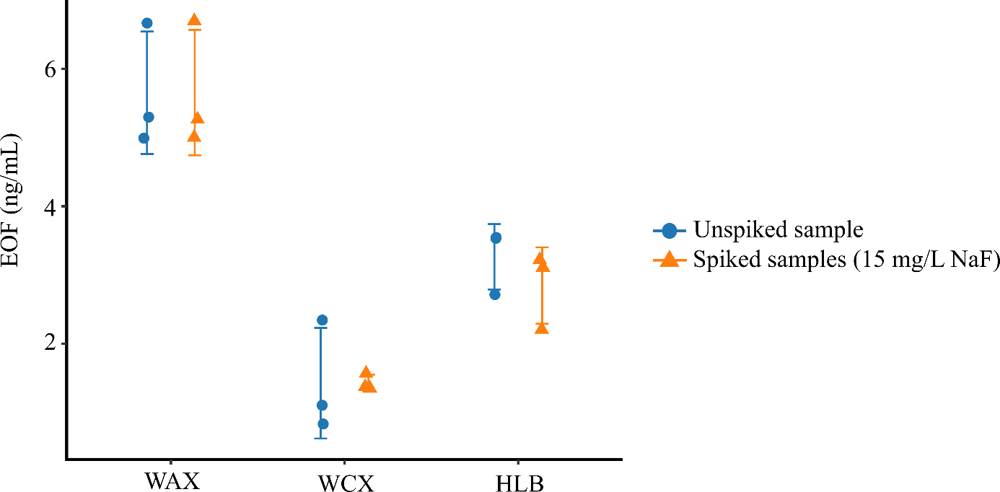 EOF (ng/mL)
6
4
2
WAX
WCX
HLB
Unspiked sample
Spiked samples (15 mg/L NaF)